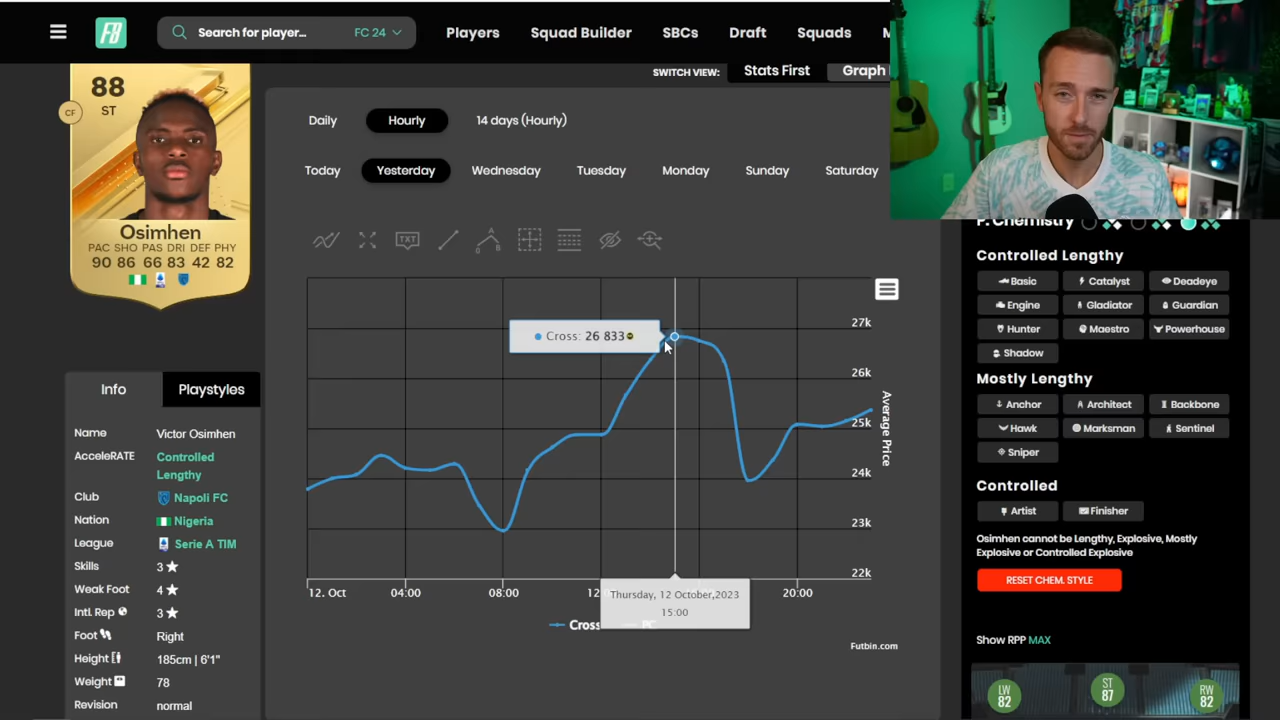 FB
Search for player...
FC 24
Players
Squad Builder
SBCs
Draft
Squads
SWITCH VIEW:
Stats First
Graph
88
ST
CF
Osimhen
PAC SHO PAS DRI DEF PHY
90 86 66 83 42 82
Daily
Hourly
14 days (Hourly)
Today
Yesterday
Wednesday
Tuesday
Monday
Sunday
Saturday
TXT
Cross: 26 833
27k
26k
25k
24k
23k
22k
Average Price
12. Oct
04:00
08:00
20:00
Thursday, 12 October,2023
15:00
Cross
Futbin.com
Info
Playstyles
Name
Victor Osimhen
AcceleRATE
Controlled
Lengthy
Club
Napoli FC
Nation
Nigeria
League
Serie A TIM
Skills
3
Weak Foot
4
Intl. Rep
3
Foot
Right
Height
185cm | 6'1"
Weight
78
Revision
normal
P. Chemistry
Controlled Lengthy
Basic
Catalyst
Deadeye
Engine
Gladiator
Guardian
Hunter
Maestro
Powerhouse
Shadow
Mostly Lengthy
Anchor
Architect
Backbone
Hawk
Marksman
Sentinel
Sniper
Controlled
Artist
Finisher
Osimhen cannot be Lengthy, Explosive, Mostly
Explosive or Controlled Explosive
RESET CHEM. STYLE
Show RPP MAX
LW
82
ST
87
RW
82